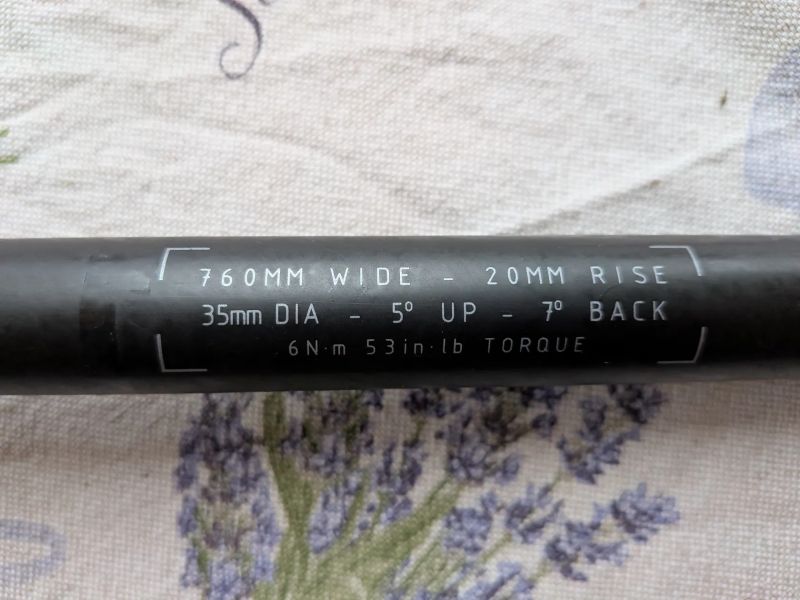 760MM WIDE - 20MM RISE
35mm DIA - 5° UP - 7° BACK
6N·m 53in·lb TORQUE